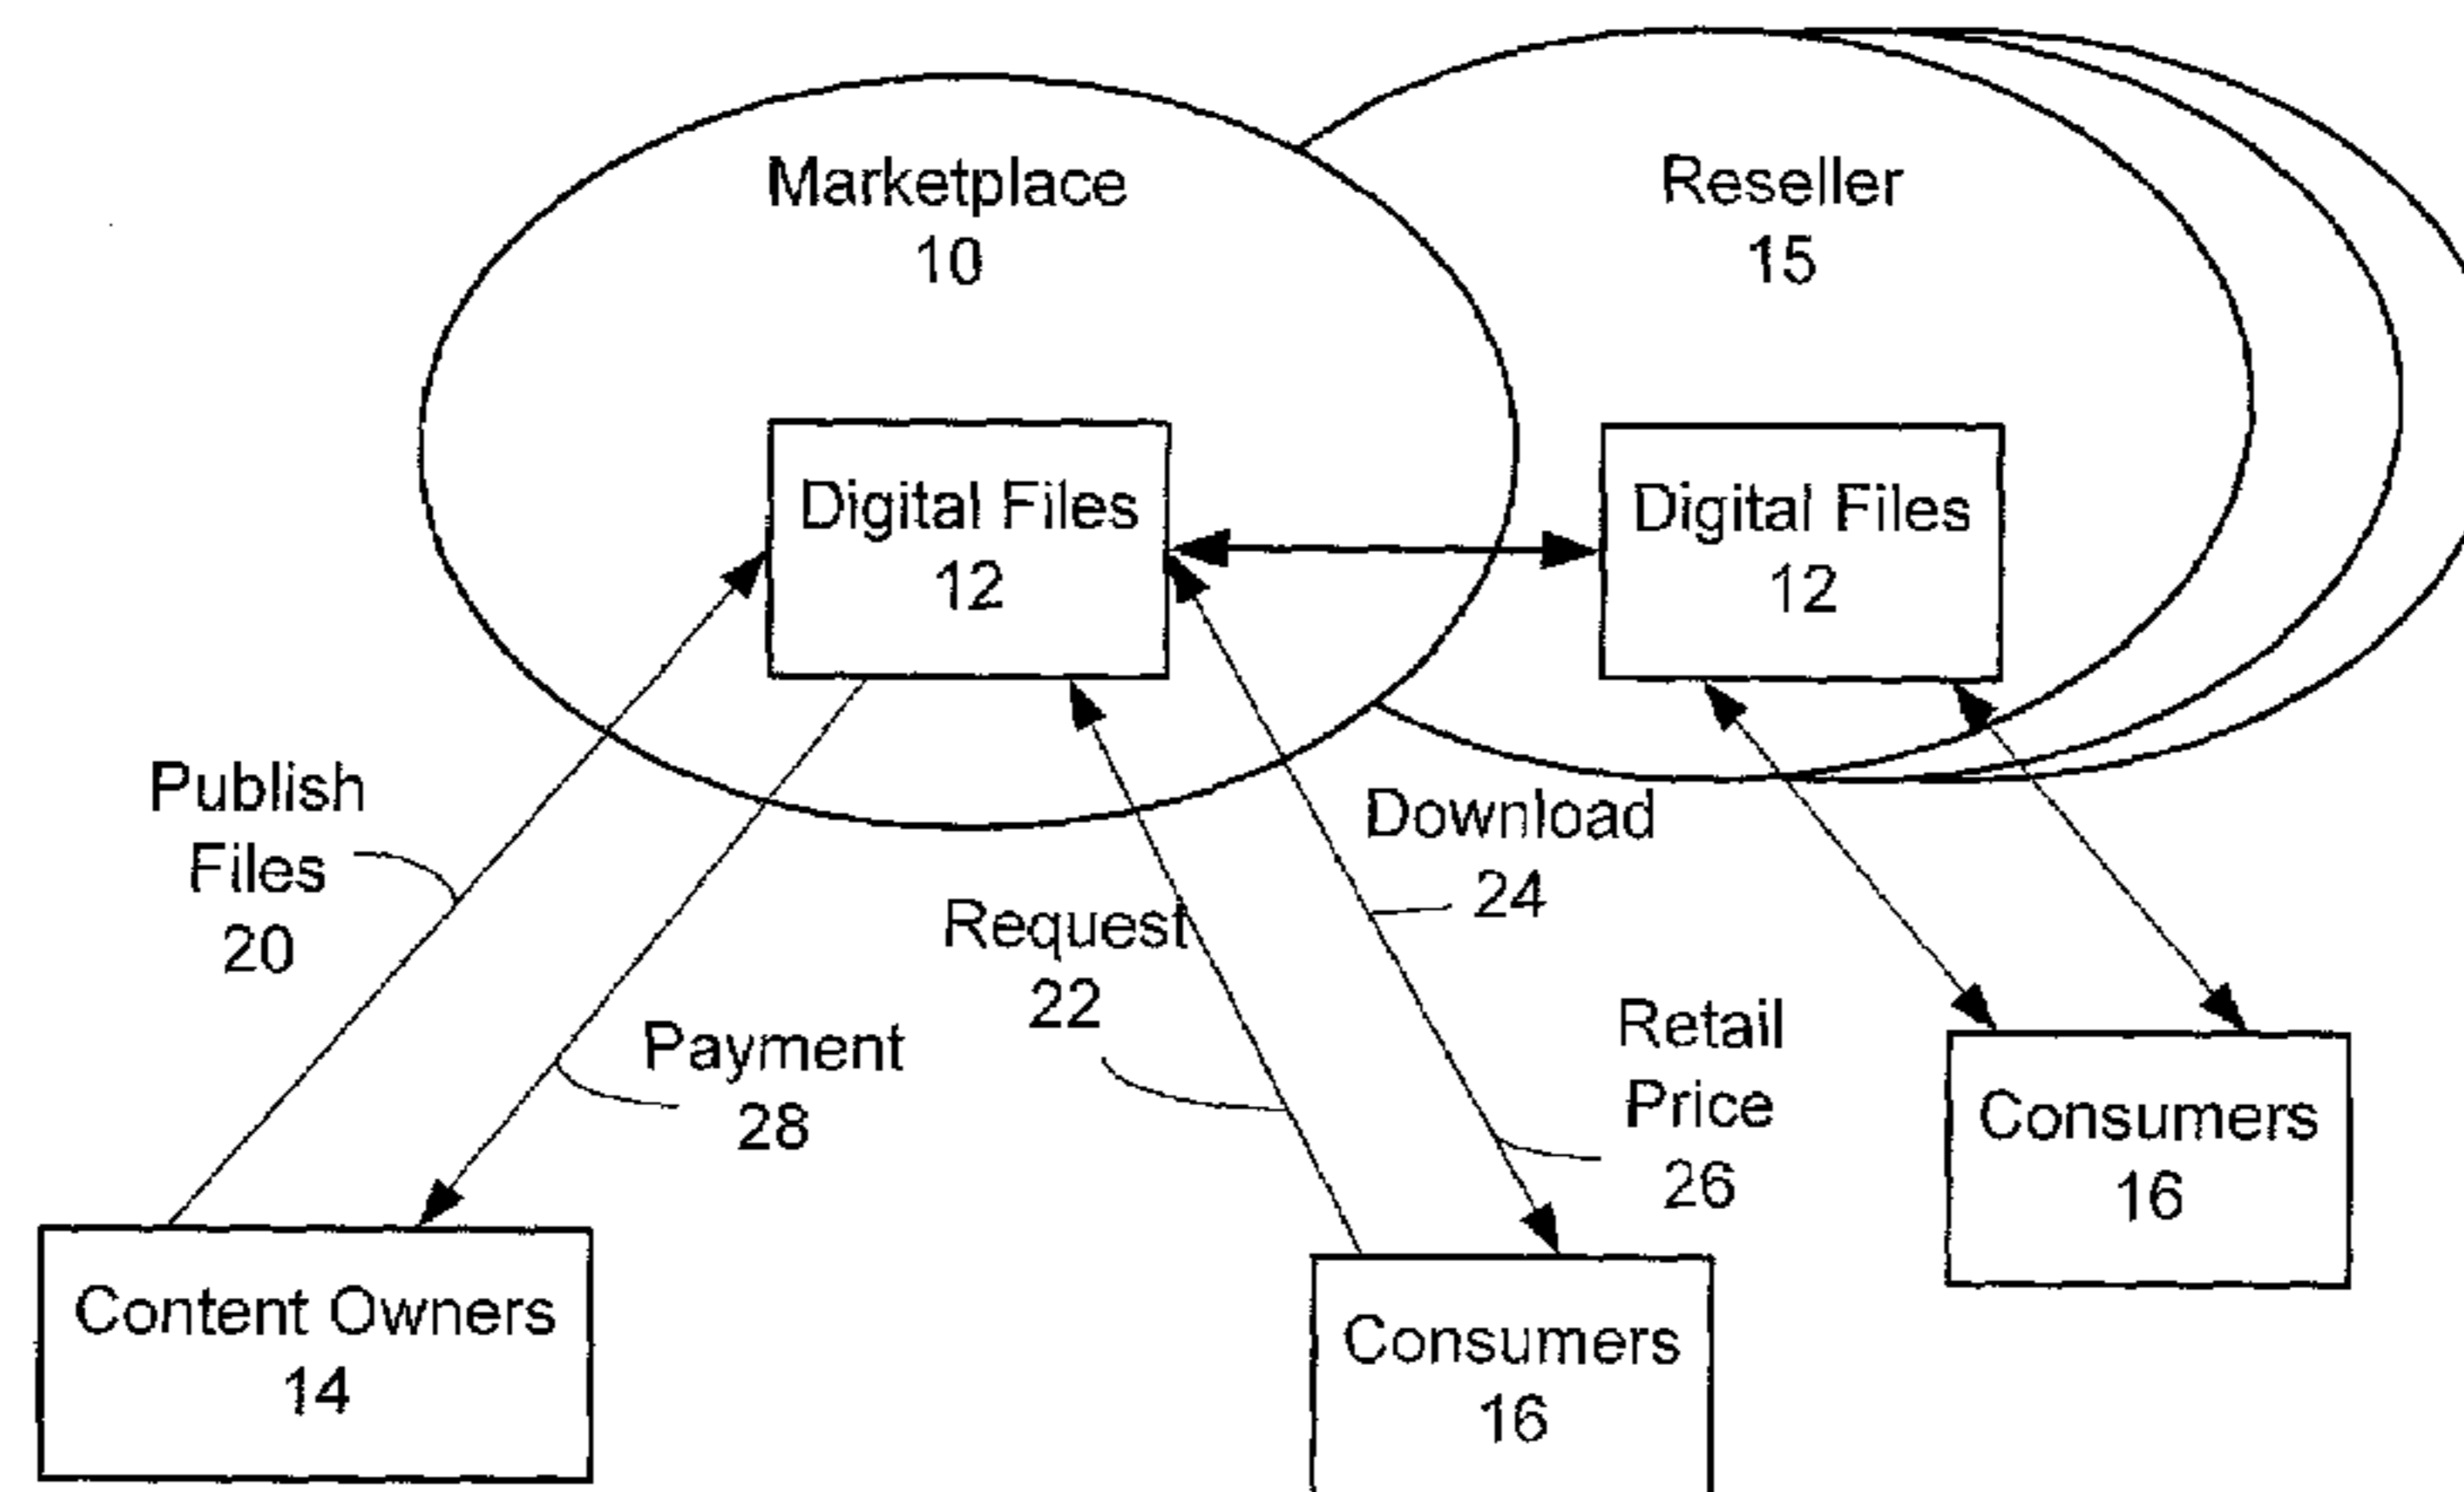 Marketplace
10
Reseller
15
Digital Files
12
Digital Files
12
Publish
Files
20
Payment
28
Request
22
Download
24
Retail
Price
26
Content Owners
14
Consumers
16
Consumers
16